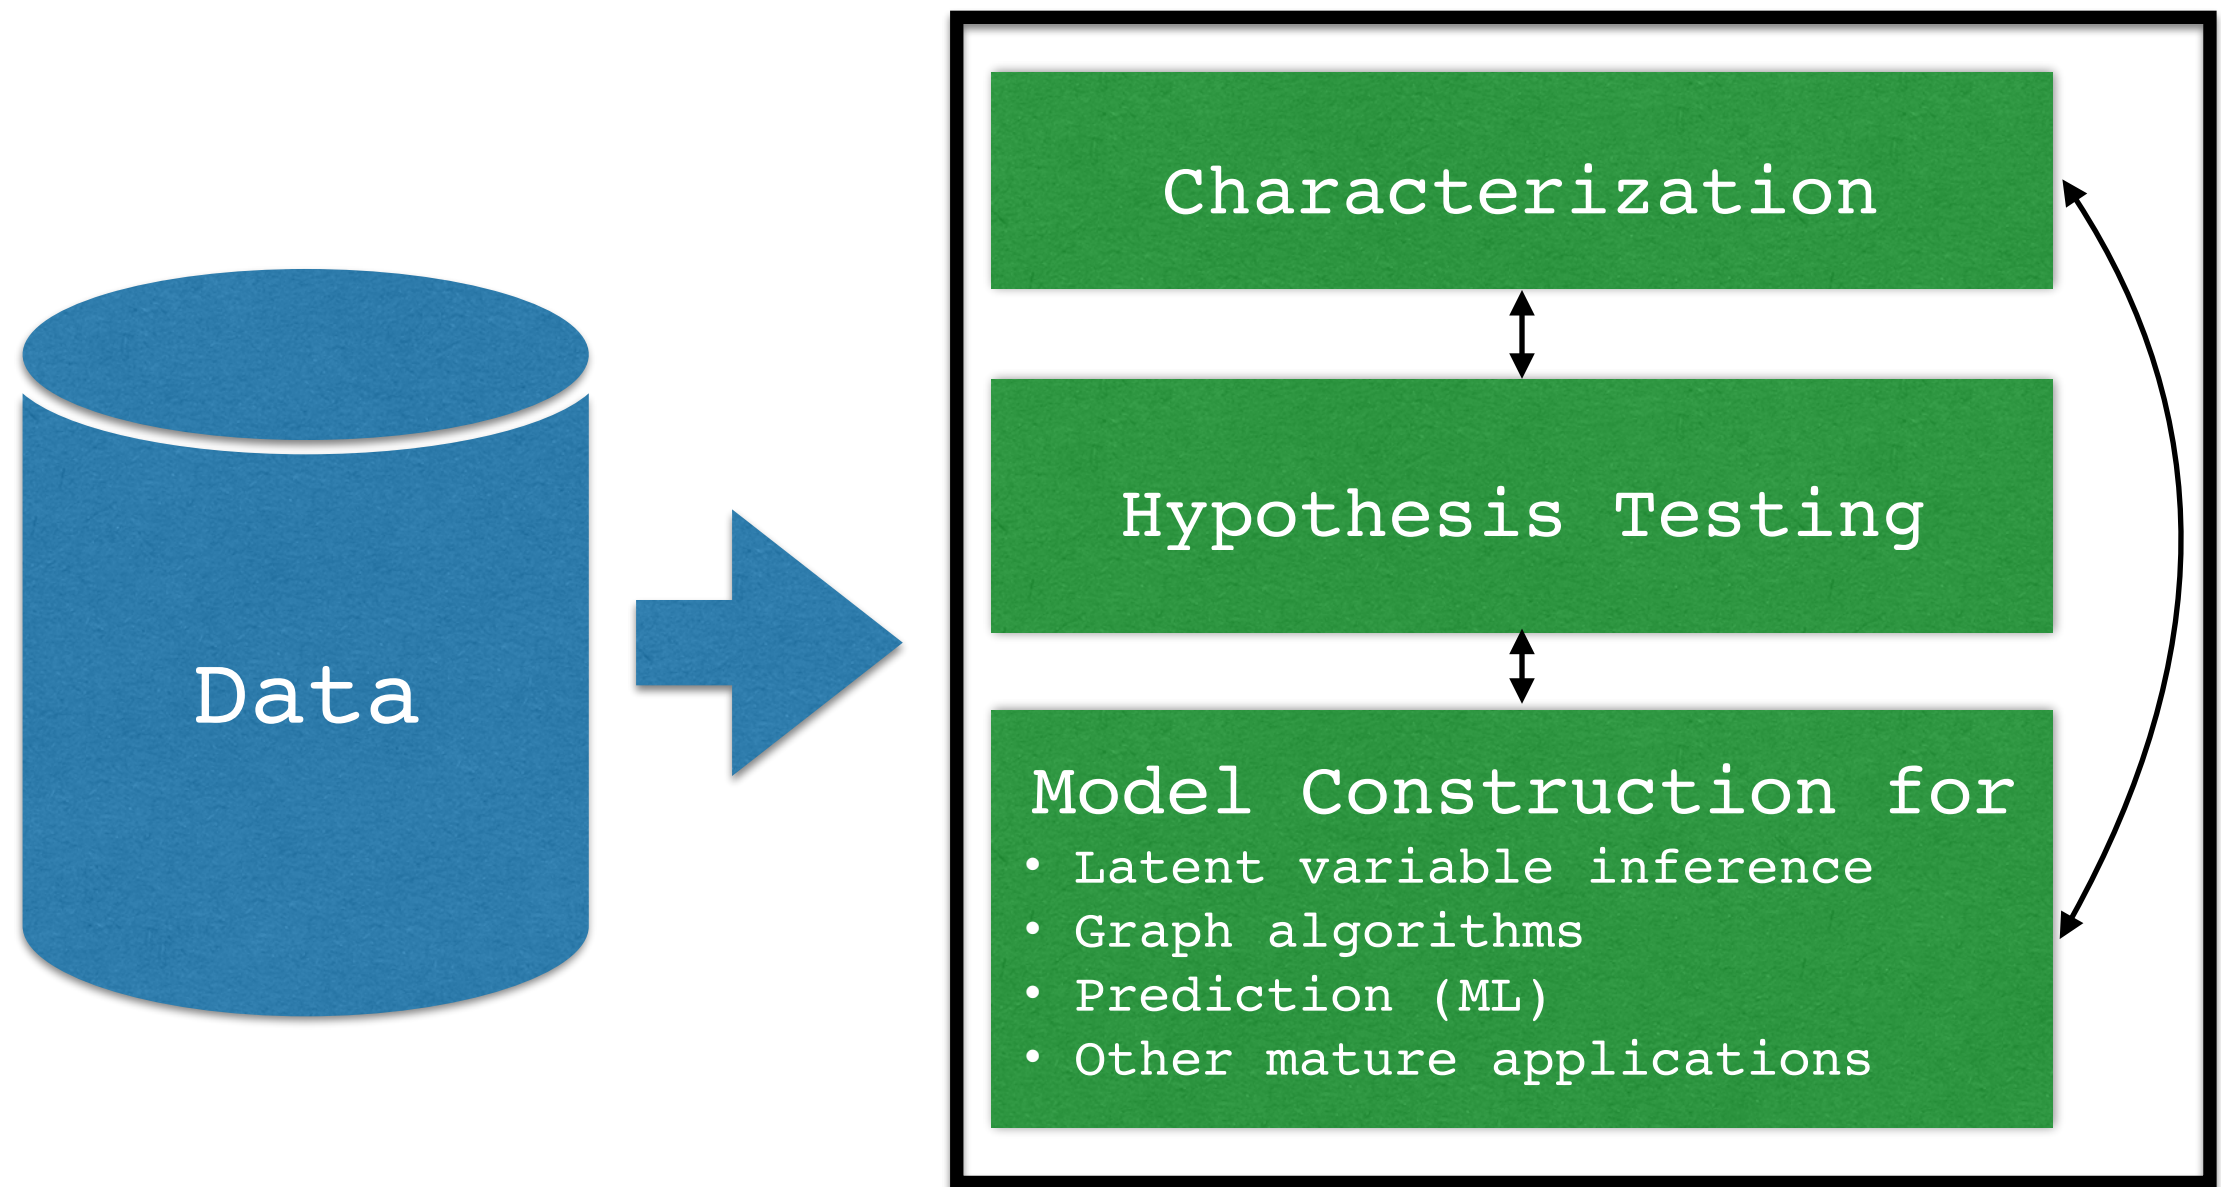 Data
Characterization
Hypothesis Testing
Model Construction for
• Latent variable inference
• Graph algorithms
• Prediction (ML)
• Other mature applications